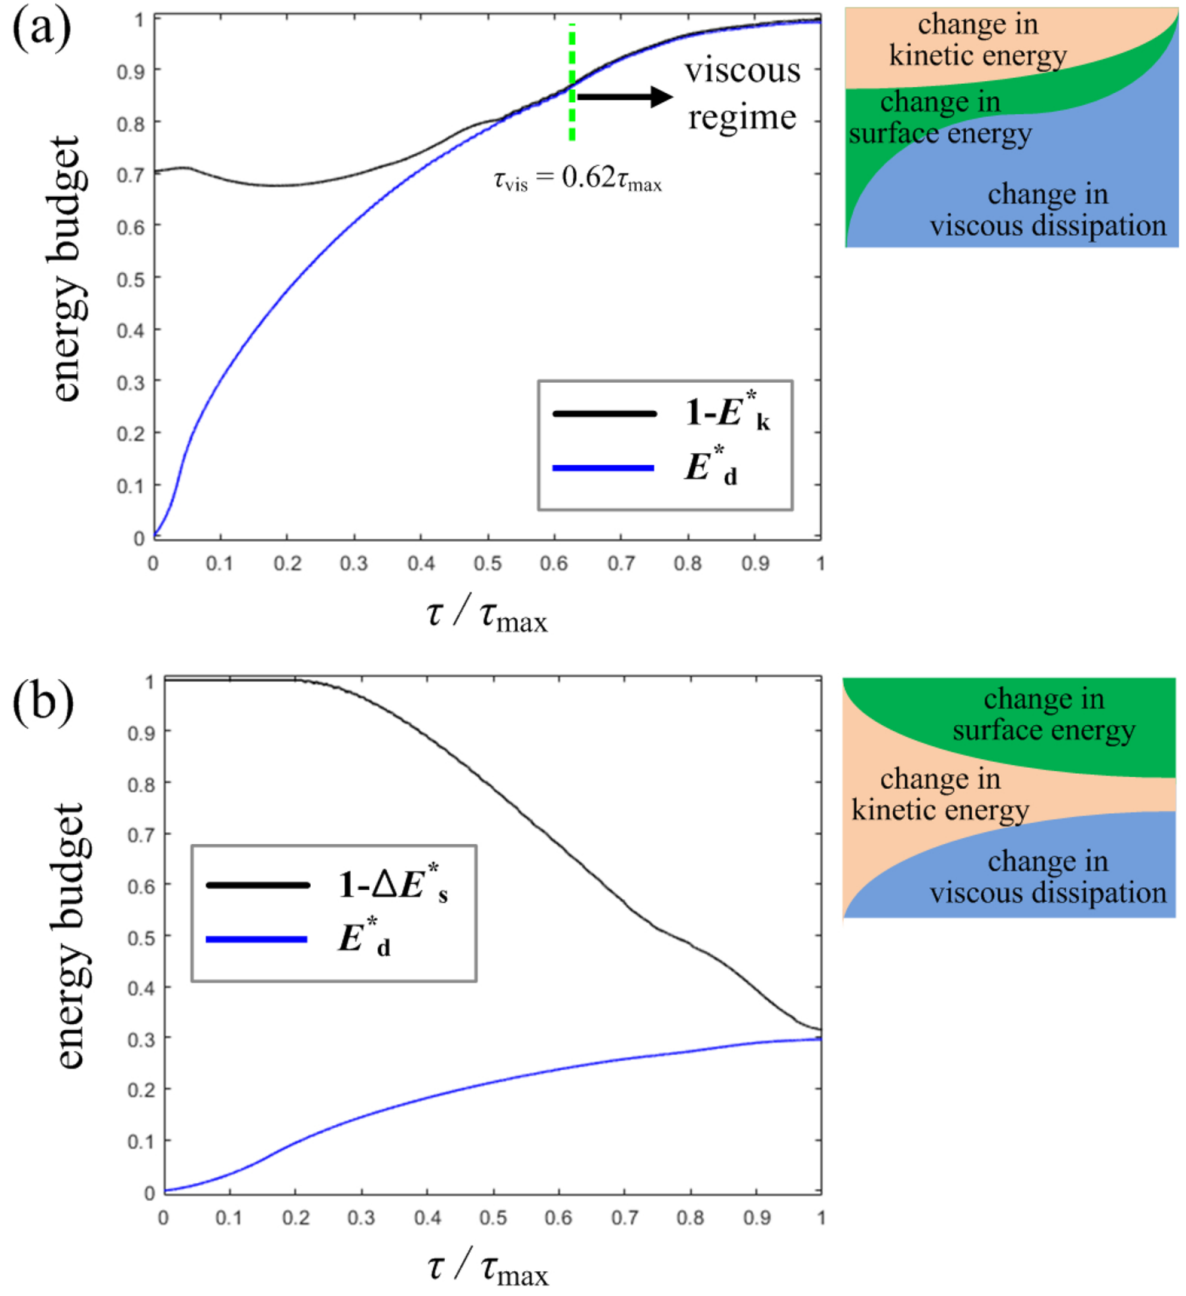 (a)
energy budget
1
0.9
0.8
0.7
0.6
0.5
0.4
0.3
0.2
0.1
0
viscous
regime
τvis = 0.62τmax
1-E*k
E*d
0 0.1 0.2 0.3 0.4 0.5 0.6 0.7 0.8 0.9 1
τ / τmax
change in
kinetic energy
change in
surface energy
change in
viscous dissipation
(b)
energy budget
1
0.9
0.8
0.7
0.6
0.5
0.4
0.3
0.2
0.1
0
1-ΔE*s
E*d
0 0.1 0.2 0.3 0.4 0.5 0.6 0.7 0.8 0.9 1
τ / τmax
change in
surface energy
change in
kinetic energy
change in
viscous dissipation